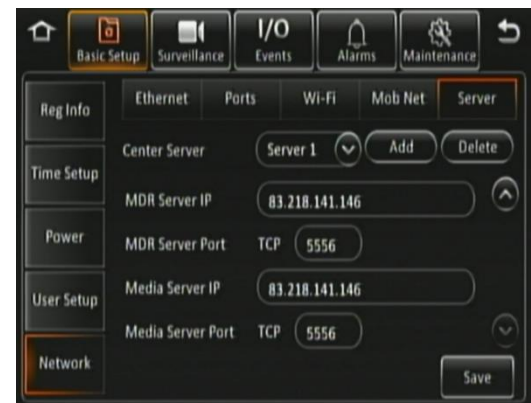 Basic Setup
Surveillance
I/O
Events
Alarms
Maintenance
Reg Info
Time Setup
Power
User Setup
Network
Ethernet Ports Wi-Fi Mob Net Server
Center Server Server 1 Add Delete
MDR Server IP 83.218.141.146
MDR Server Port TCP 5556
Media Server IP 83.218.141.146
Media Server Port TCP 5556
Save